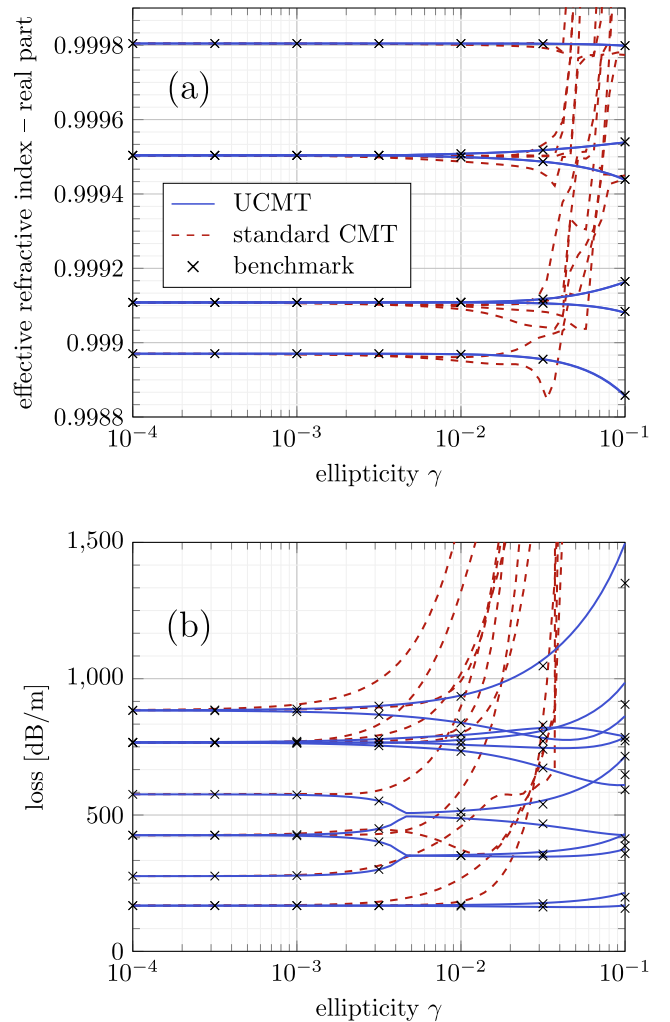 effective refractive index – real part
0.9998
0.9996
0.9994
0.9992
0.999
0.9988
(a)
UCMT
standard CMT
benchmark
10⁻⁴
10⁻³
10⁻²
10⁻¹
ellipticity γ
loss [dB/m]
1,500
1,000
500
0
(b)
10⁻⁴
10⁻³
10⁻²
10⁻¹
ellipticity γ